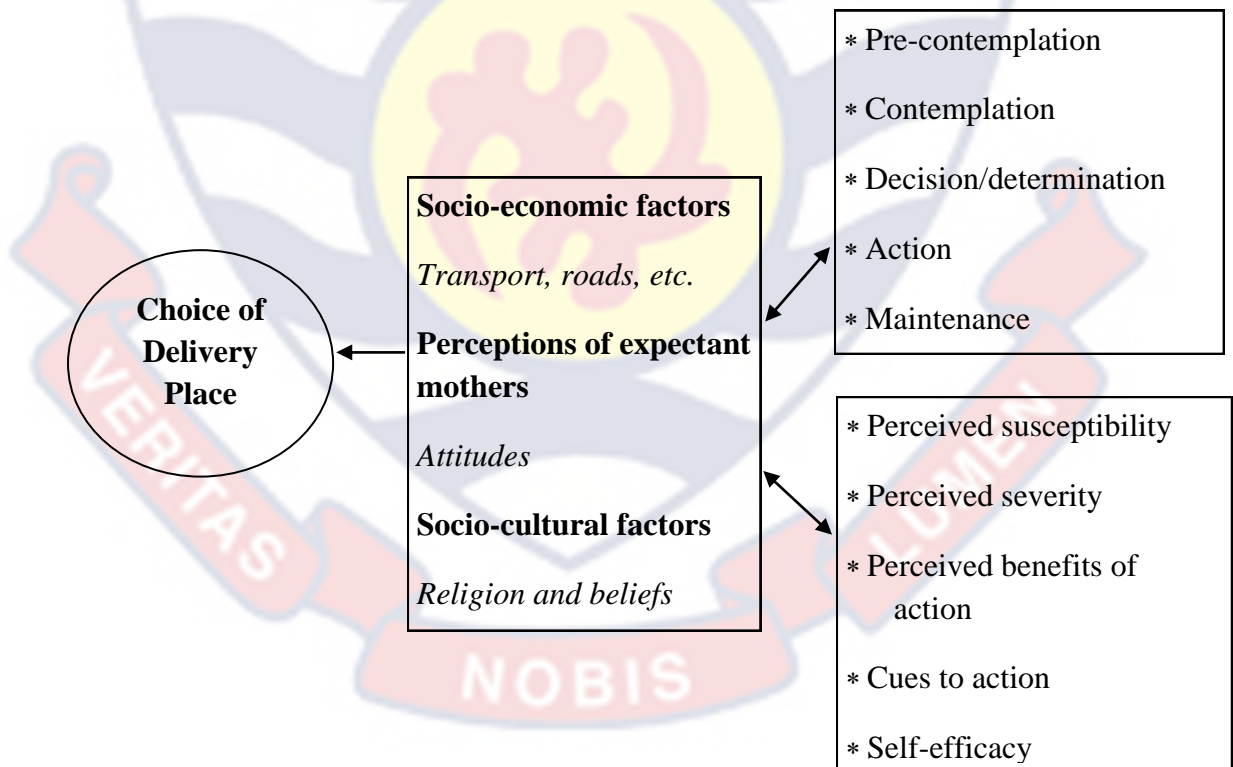 ∗ Pre-contemplation
∗ Contemplation
∗ Decision/determination
∗ Action
∗ Maintenance
Socio-economic factors
Transport, roads, etc.
Perceptions of expectant
mothers
Attitudes
Socio-cultural factors
Religion and beliefs
Choice of
Delivery
Place
∗ Perceived susceptibility
∗ Perceived severity
∗ Perceived benefits of
action
∗ Cues to action
∗ Self-efficacy
VERITAS
NOBIS
LUMEN